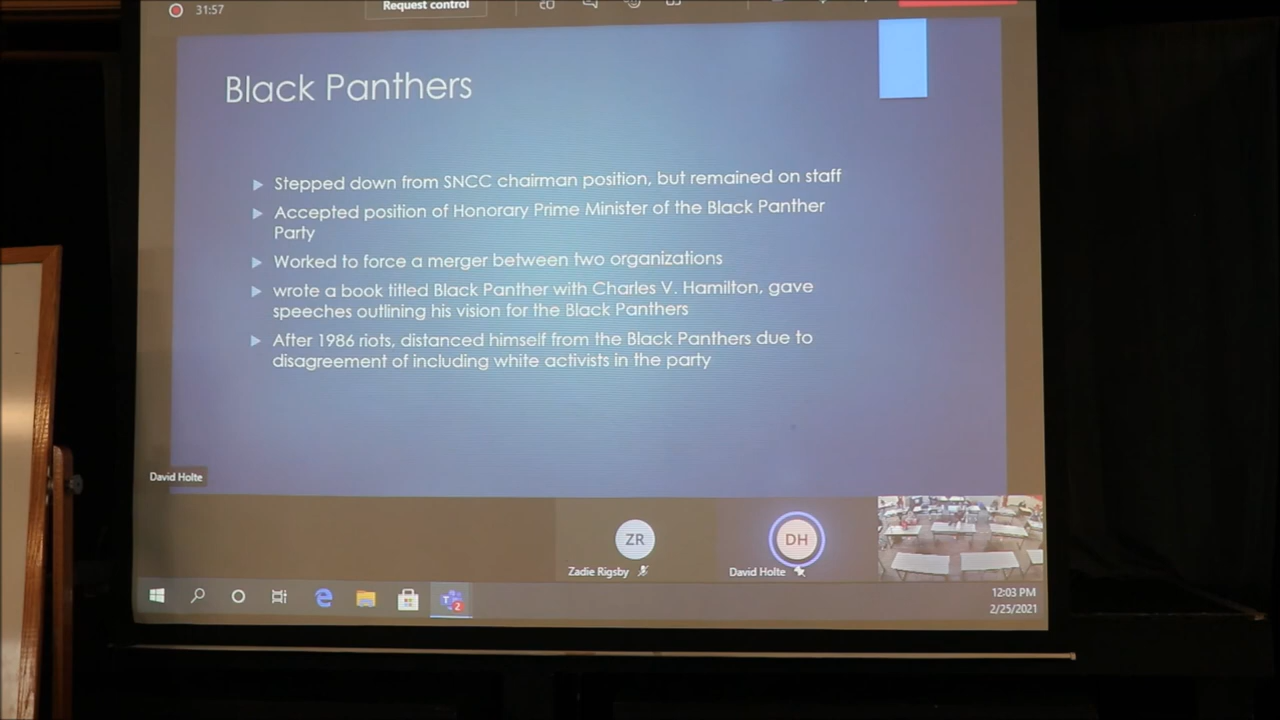 31:57
Request control
Black Panthers
Stepped down from SNCC chairman position, but remained on staff
Accepted position of Honorary Prime Minister of the Black Panther
Party
Worked to force a merger between two organizations
wrote a book titled Black Panther with Charles V. Hamilton, gave
speeches outlining his vision for the Black Panthers
After 1986 riots, distanced himself from the Black Panthers due to
disagreement of including white activists in the party
David Holte
ZR
DH
Zadie Rigsby
David Holte
T
2
12:03 PM
2/25/2021